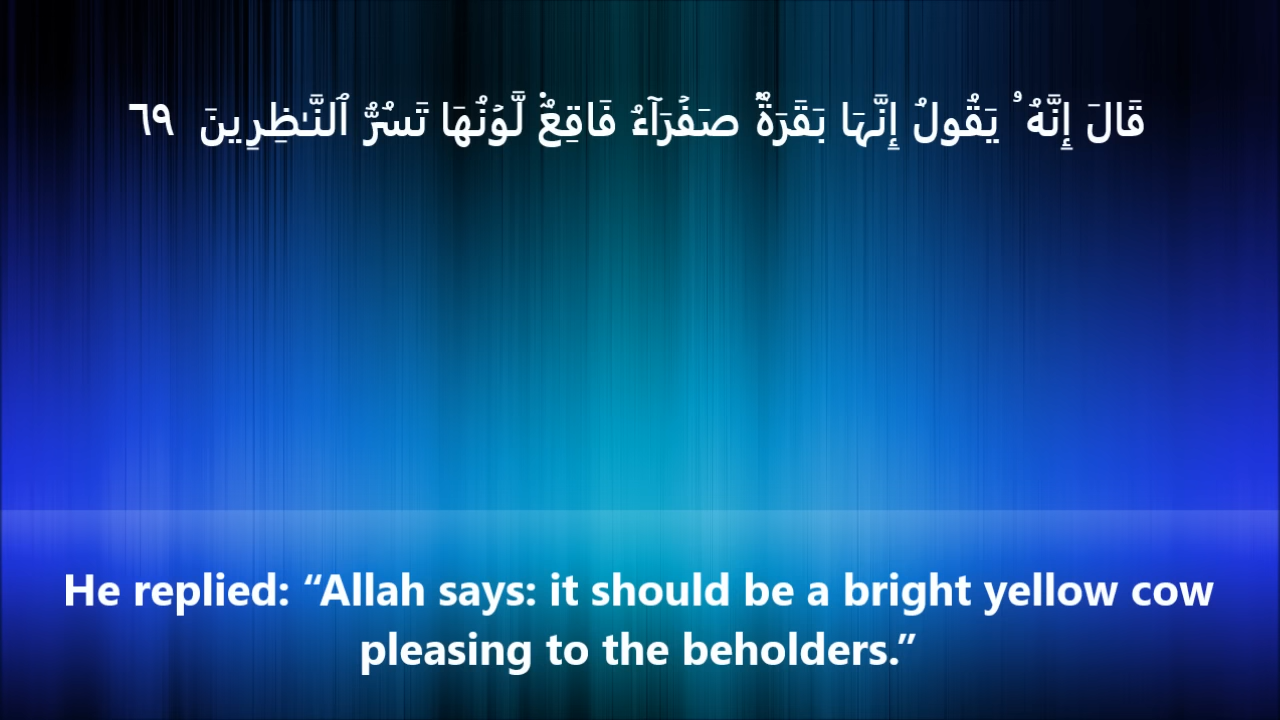 قَالَ إِنَّهُۥ يَقُولُ إِنَّهَا بَقَرَةٌۭ صَفْرَآءُ فَاقِعٌۭ لَّوْنُهَا تَسُرُّ ٱلنَّـٰظِرِينَ ٦٩
He replied: “Allah says: it should be a bright yellow cow
pleasing to the beholders.”